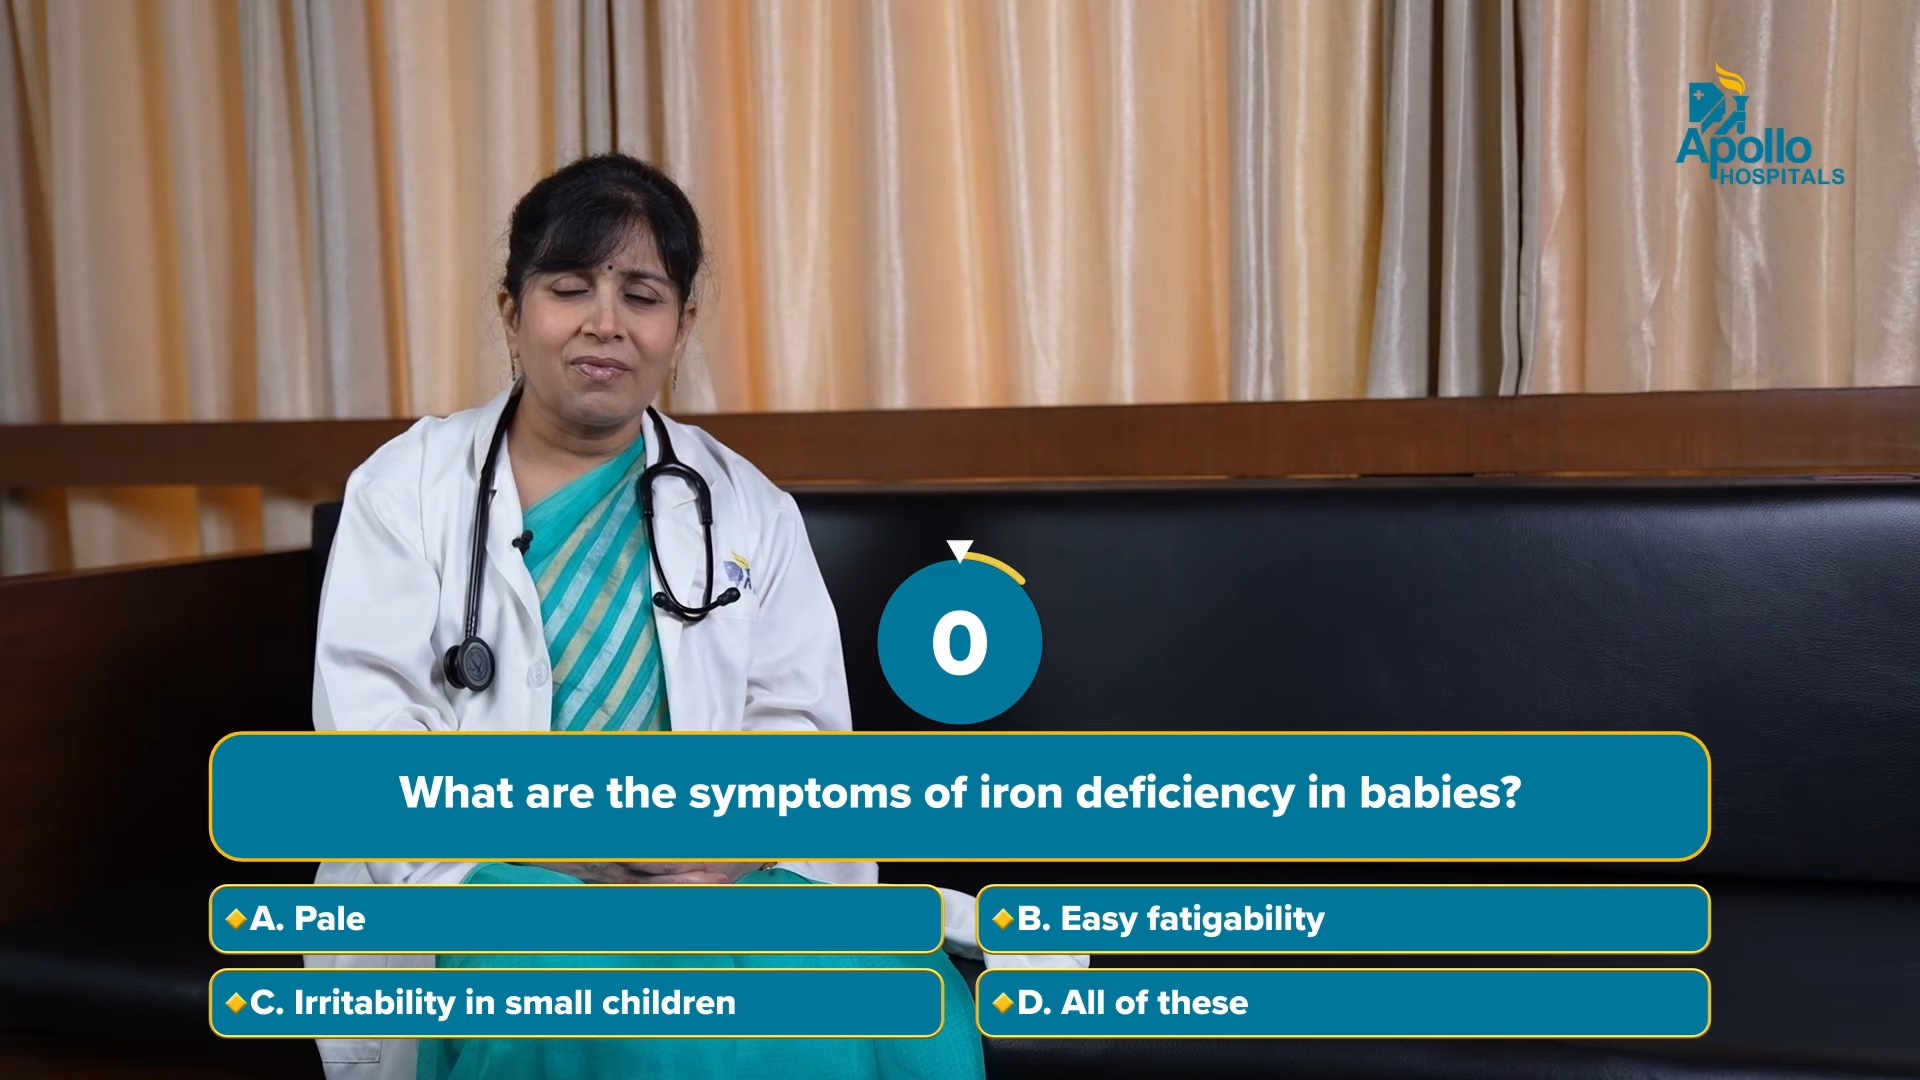 Apollo
HOSPITALS
0
What are the symptoms of iron deficiency in babies?
A. Pale
B. Easy fatigability
C. Irritability in small children
D. All of these